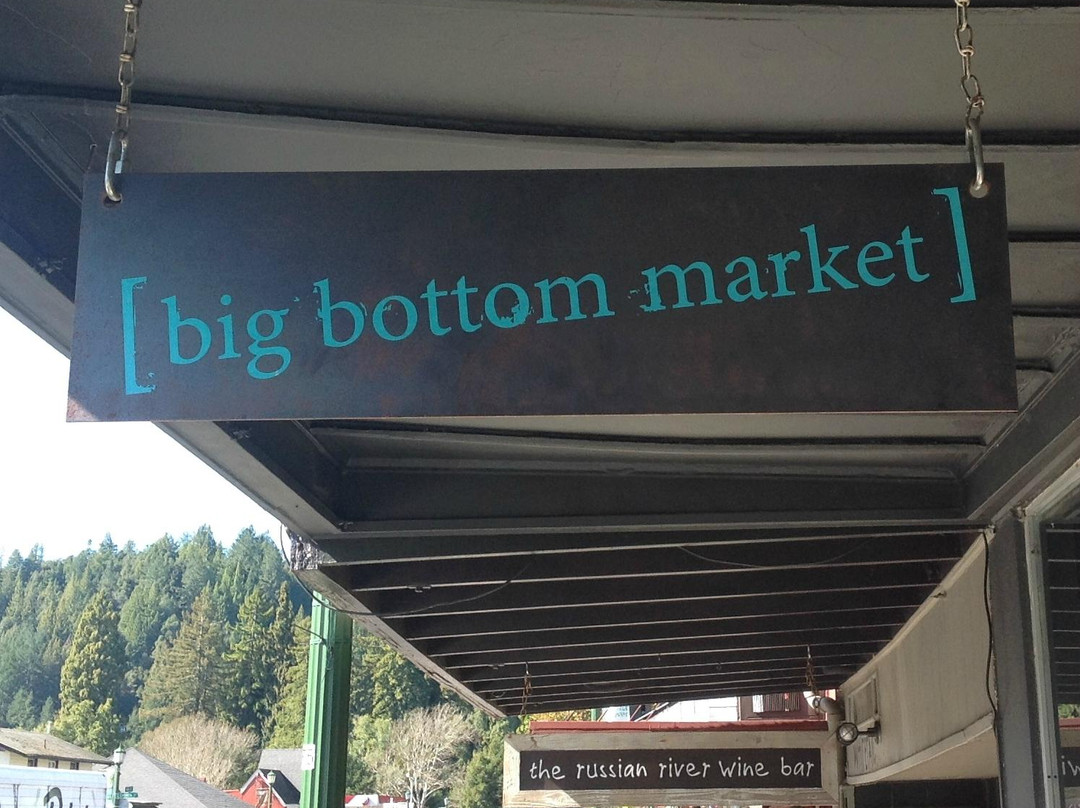 [big bottom market]
the russian river wine bar